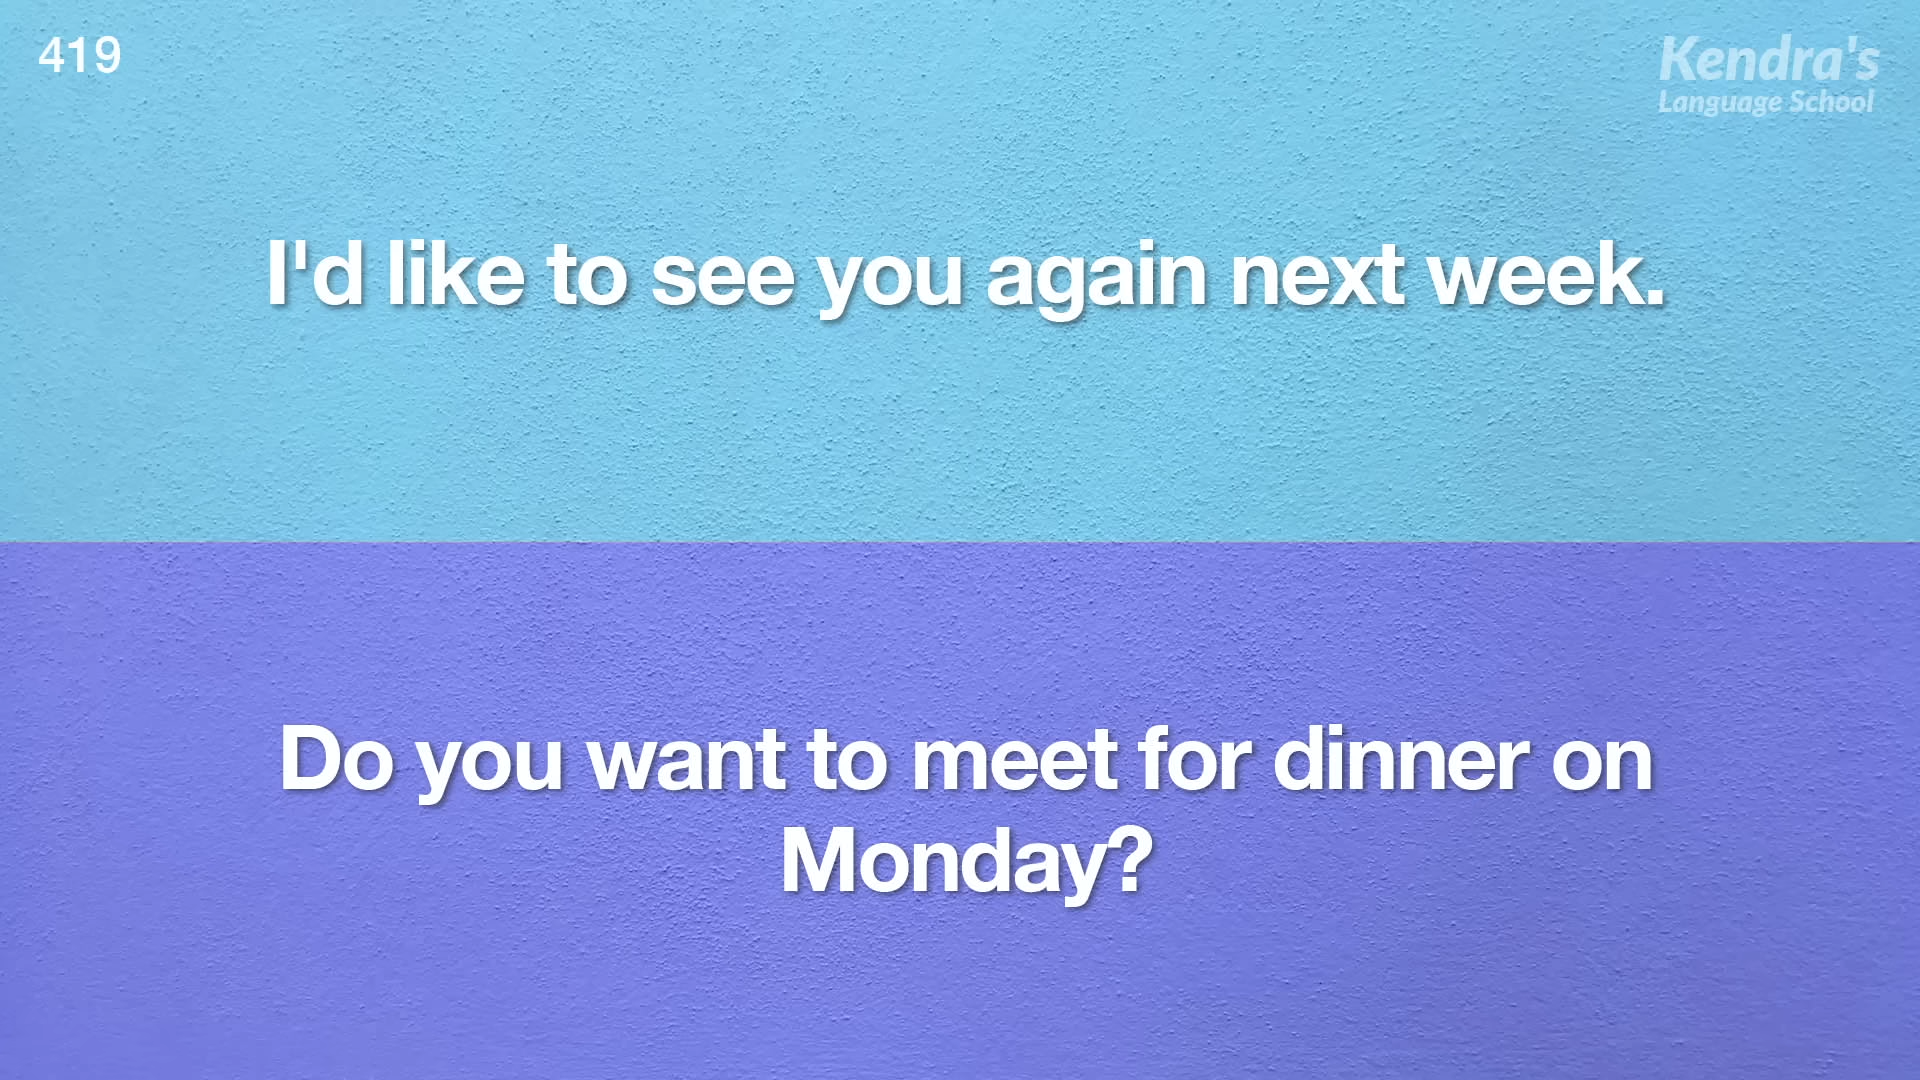 419
Kendra's
Language School
I'd like to see you again next week.
Do you want to meet for dinner on
Monday?